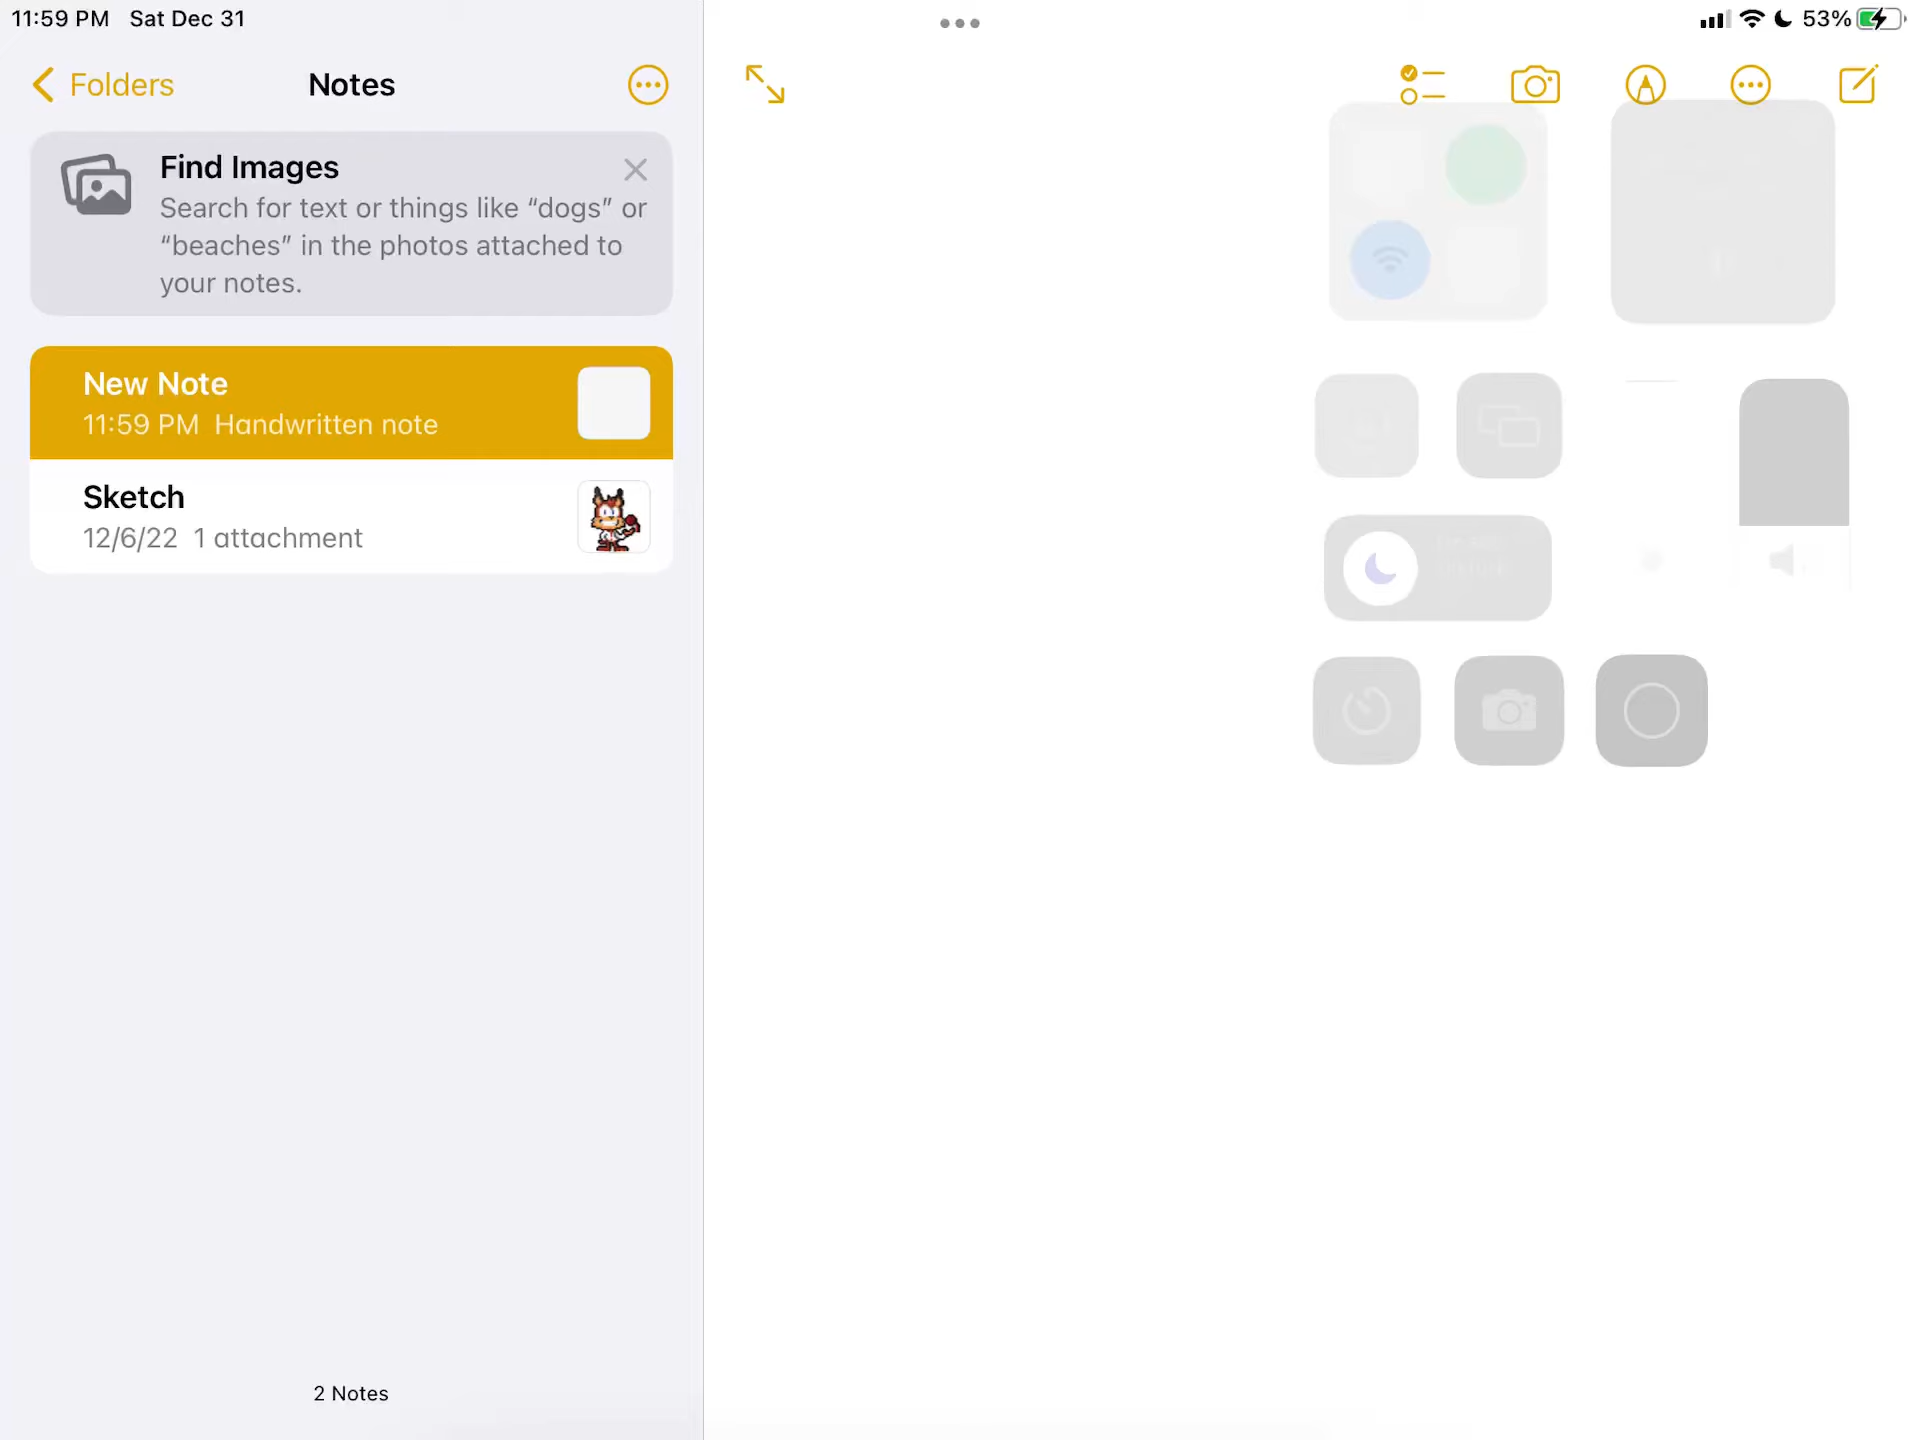 11:59 PM Sat Dec 31
53%
Folders
Notes
Find Images
Search for text or things like “dogs” or
“beaches” in the photos attached to
your notes.
New Note
11:59 PM Handwritten note
Sketch
12/6/22 1 attachment
2 Notes